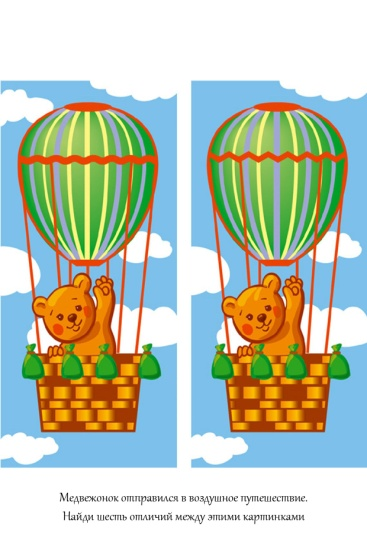 Медвежонок отправился в воздушное путешествие.
Найди шесть отличий между этими картинками